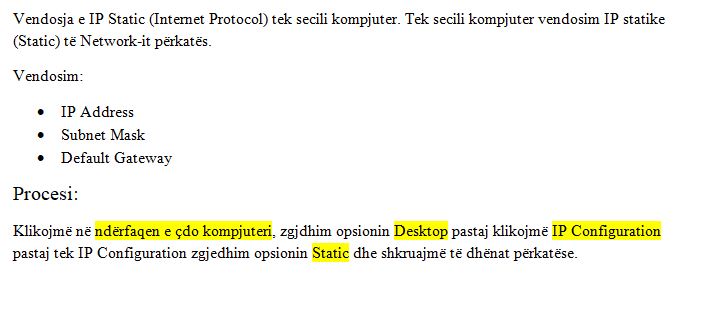 Vendosja e IP Static (Internet Protocol) tek secili kompjuter. Tek secili kompjuter vendosim IP statike
(Static) të Network-it përkatës.
Vendosim:
• IP Address
• Subnet Mask
• Default Gateway
Procesi:
Klikojmë në ndërfaqen e çdo kompjuteri, zgjdhim opsionin Desktop pastaj klikojmë IP Configuration
pastaj tek IP Configuration zgjedhim opsionin Static dhe shkruajmë të dhënat përkatëse.